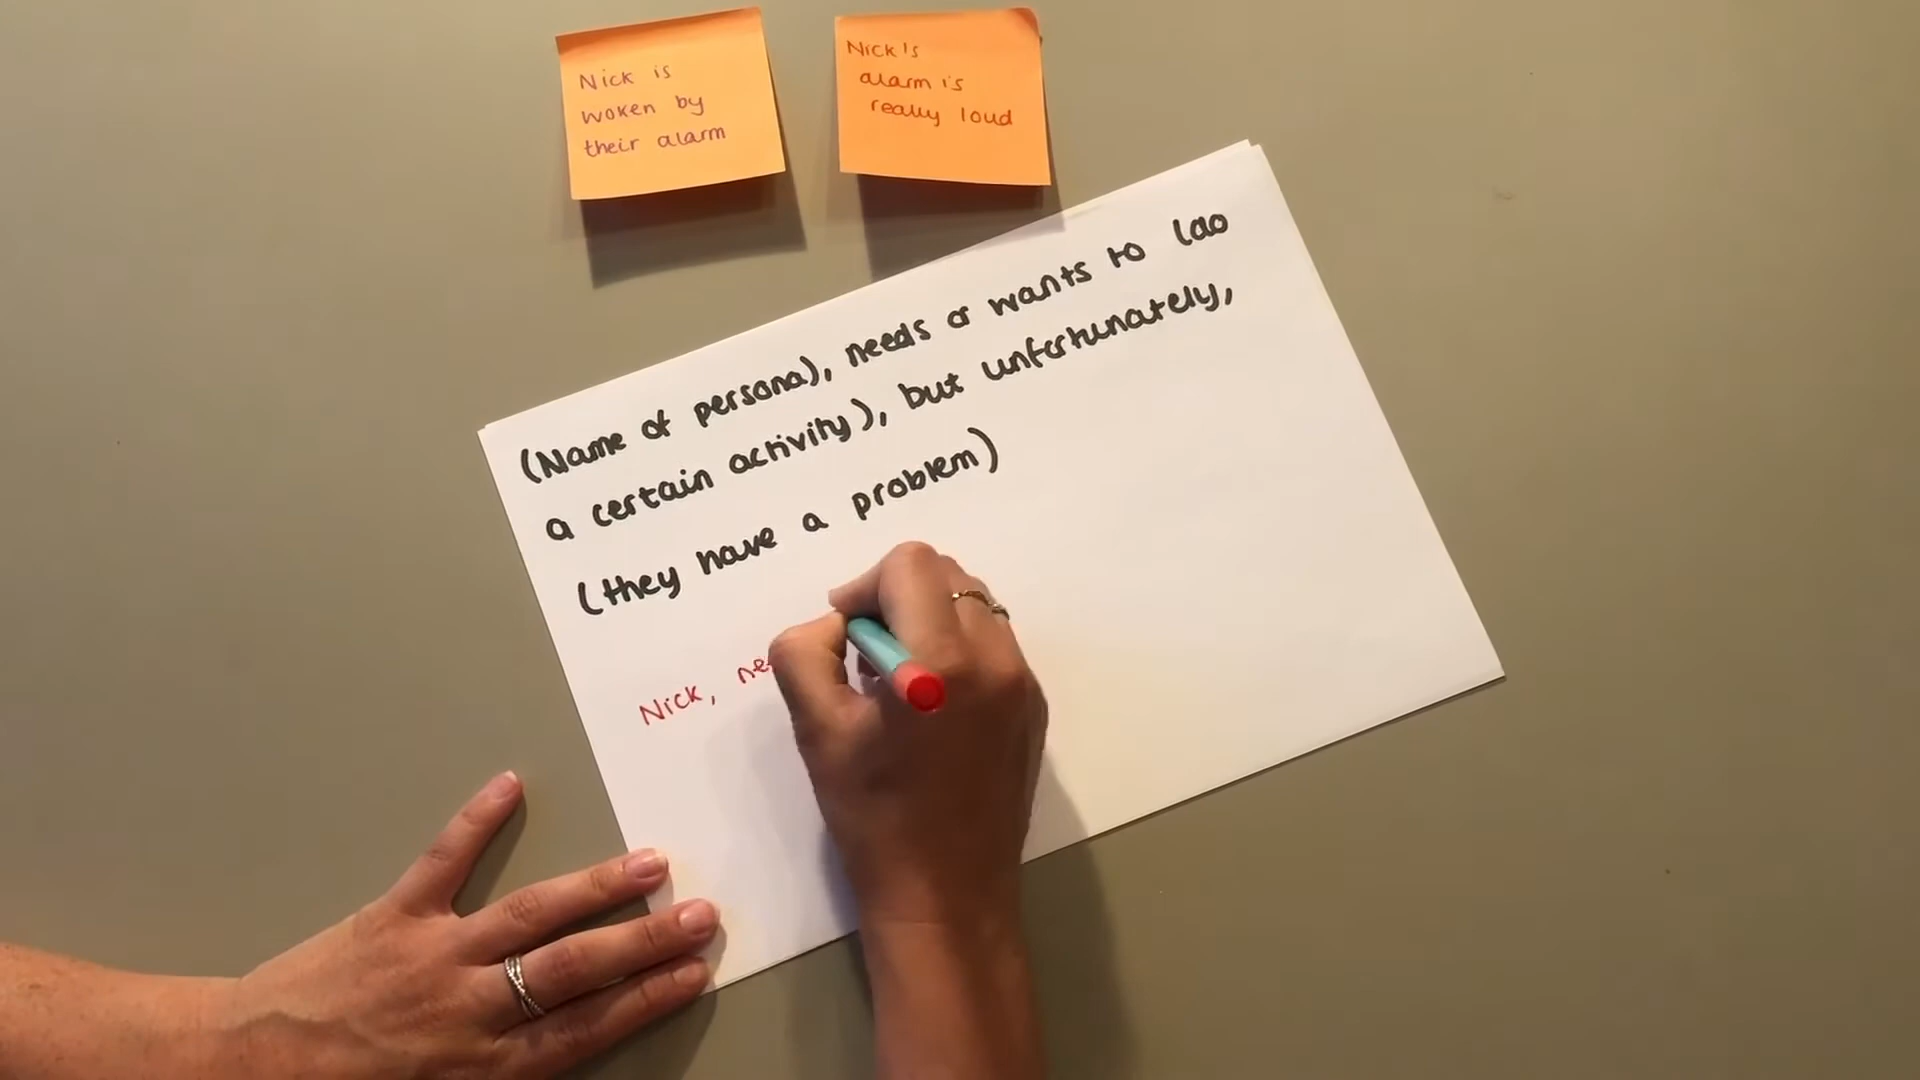 Nick is
woken by
their alarm
Nick's
alarm is
really loud
(Name of persona), needs or wants to (do
a certain activity), but unfortunately,
(they have a problem)
Nick, ne